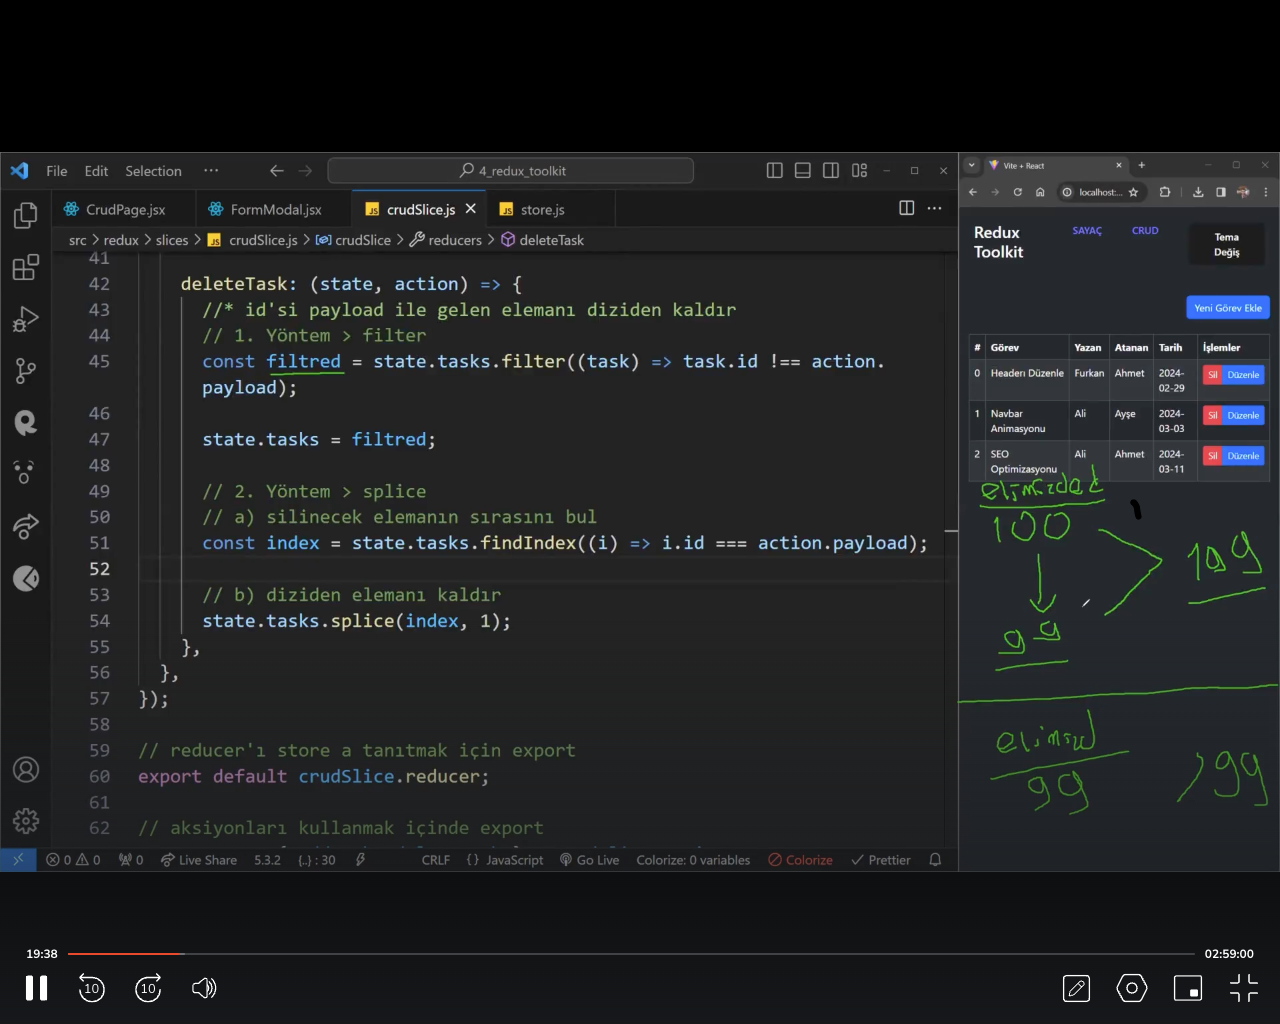 File Edit Selection ··· 4_redux_toolkit
CrudPage.jsx FormModal.jsx JS crudSlice.js JS store.js ···
src > redux > slices > JS crudSlice.js > crudSlice > reducers > deleteTask
41
42 deleteTask: (state, action) => {
43 //* id'si payload ile gelen elemanı diziden kaldır
44 // 1. Yöntem > filter
45 const filtred = state.tasks.filter((task) => task.id !== action.
payload);
46
47 state.tasks = filtred;
48
49 // 2. Yöntem > splice
50 // a) silinecek elemanın sırasını bul
51 const index = state.tasks.findIndex((i) => i.id === action.payload);
52
53 // b) diziden elemanı kaldır
54 state.tasks.splice(index, 1);
55 },
56 },
57 });
58
59 // reducer'ı store a tanıtmak için export
60 export default crudSlice.reducer;
61
62 // aksiyonları kullanmak içinde export
0 0 0 Live Share 5.3.2 {..} : 30 CRLF {} JavaScript Go Live Colorize: 0 variables Colorize Prettier
Vite + React
localhost:...
Redux Toolkit SAYAÇ CRUD Tema Değiş
Yeni Görev Ekle
# Görev Yazan Atanan Tarih İşlemler
0 Headerı Düzenle Furkan Ahmet 2024-02-29 Sil Düzenle
1 Navbar Animasyonu Ali Ayşe 2024-03-03 Sil Düzenle
2 SEO Optimizasyonu Ali Ahmet 2024-03-11 Sil Düzenle
100
199
99
99
99
19:38 02:59:00
10 10